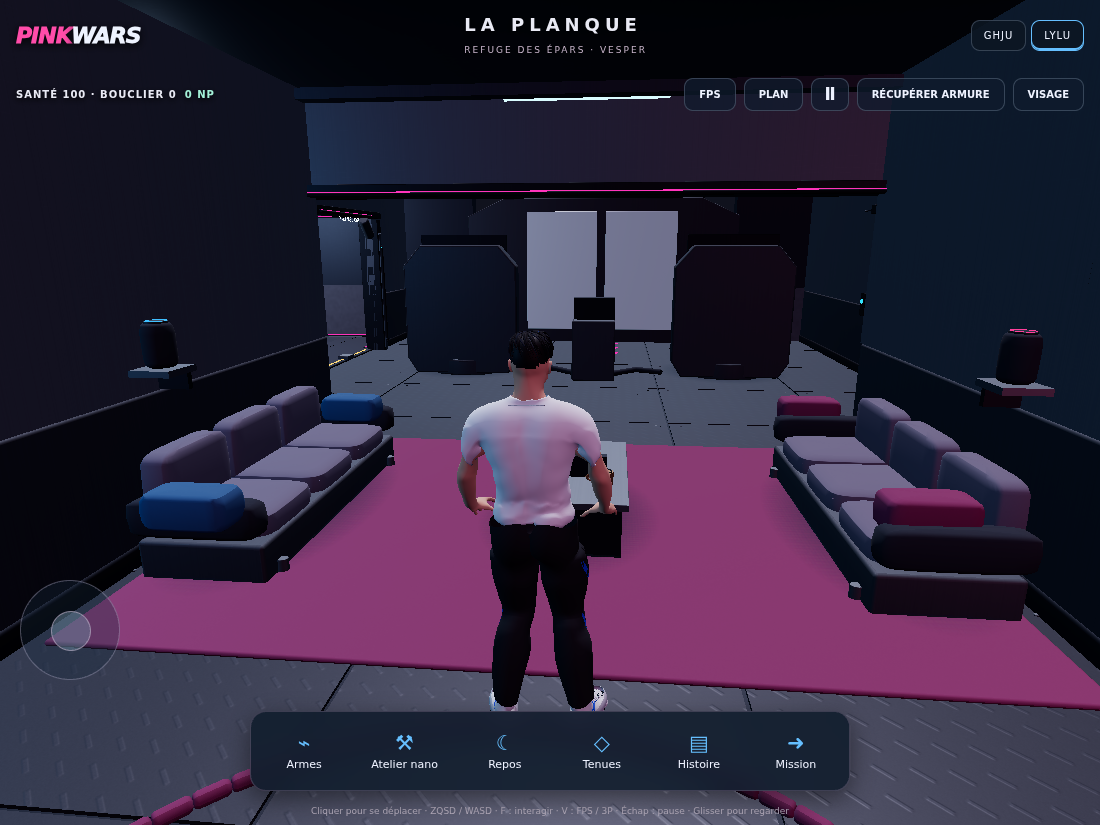 PINKWARS
LA PLANQUE
REFUGE DES ÉPARS · VESPER
GHJU
LYLU
SANTÉ 100 · BOUCLIER 0 0 NP
FPS
PLAN
RÉCUPÉRER ARMURE
VISAGE
Armes
Atelier nano
Repos
Tenues
Histoire
Mission
Cliquer pour se déplacer · ZQSD / WASD · F : interagir · V : FPS / 3P · Échap : pause · Glisser pour regarder